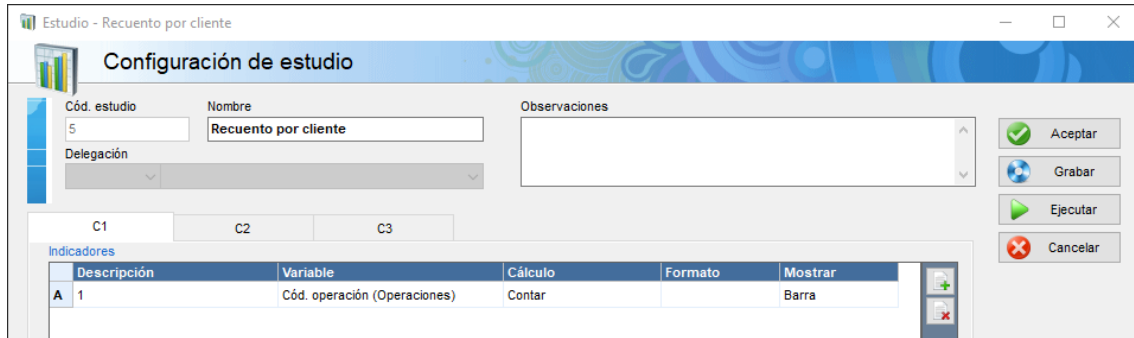 Estudio - Recuento por cliente
Configuración de estudio
Cód. estudio Nombre Observaciones
5 Recuento por cliente
Aceptar
Delegación
Grabar
Ejecutar
C1 C2 C3
Cancelar
Indicadores
Descripción Variable Cálculo Formato Mostrar
A 1 Cód. operación (Operaciones) Contar Barra